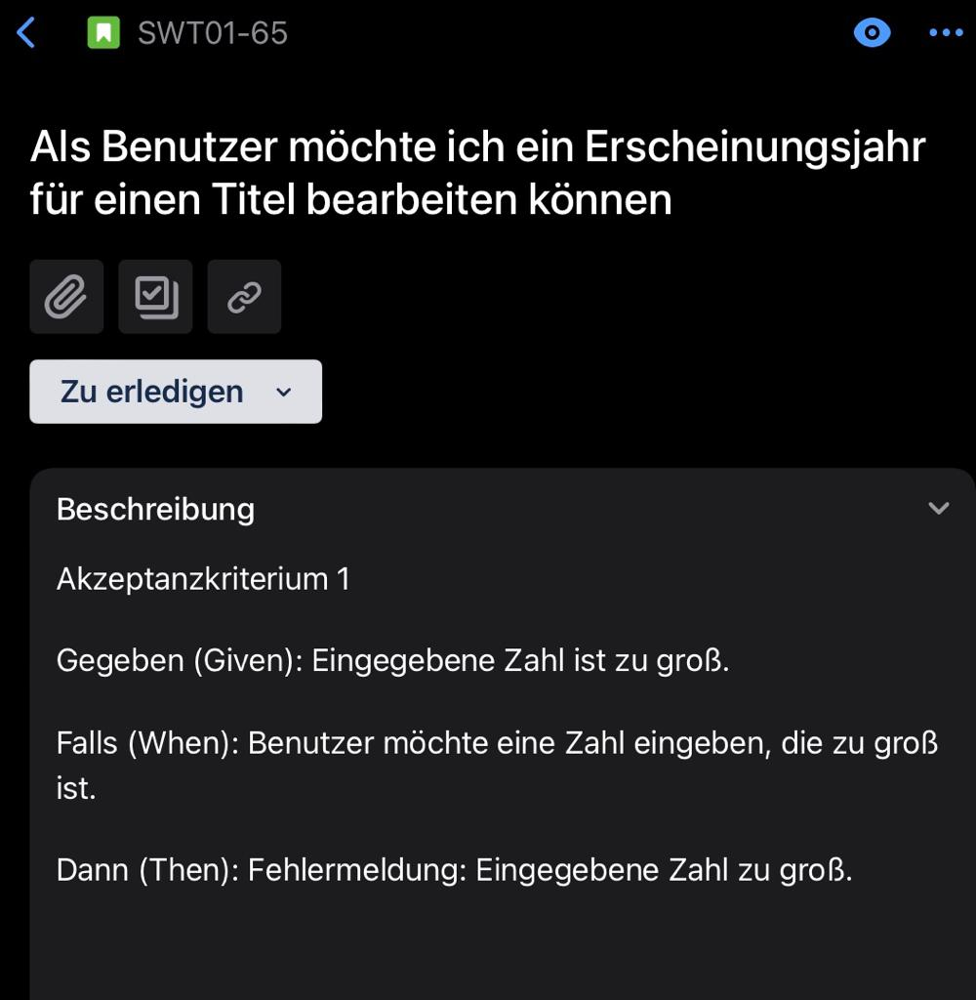 SWT01-65
Als Benutzer möchte ich ein Erscheinungsjahr
für einen Titel bearbeiten können
Zu erledigen
Beschreibung
Akzeptanzkriterium 1
Gegeben (Given): Eingegebene Zahl ist zu groß.
Falls (When): Benutzer möchte eine Zahl eingeben, die zu groß
ist.
Dann (Then): Fehlermeldung: Eingegebene Zahl zu groß.